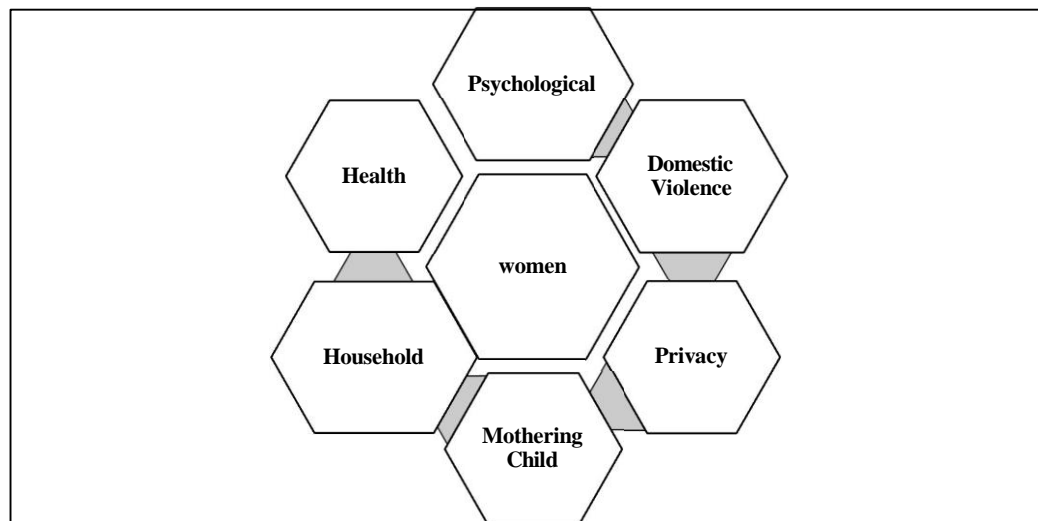 Psychological
Health
Domestic
Violence
women
Household
Privacy
Mothering
Child